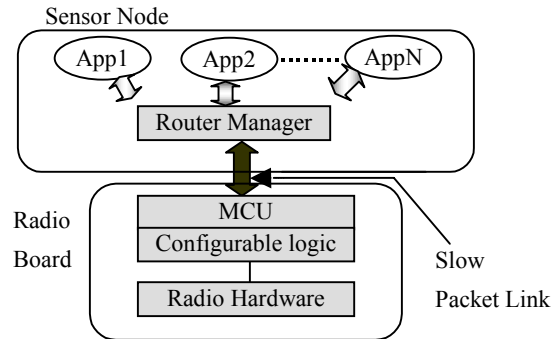 Sensor Node
App1 App2 AppN
Router Manager
MCU
Radio
Configurable logic
Board
Slow
Radio Hardware
Packet Link